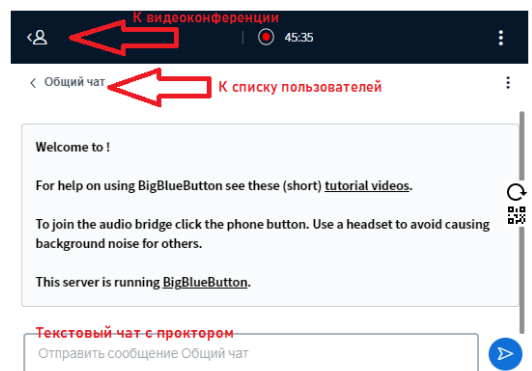 К видеоконференции
45:35
Общий чат
К списку пользователей
Welcome to !
For help on using BigBlueButton see these (short) tutorial videos.
To join the audio bridge click the phone button. Use a headset to avoid causing
background noise for others.
This server is running BigBlueButton.
Текстовый чат с проктором
Отправить сообщение Общий чат